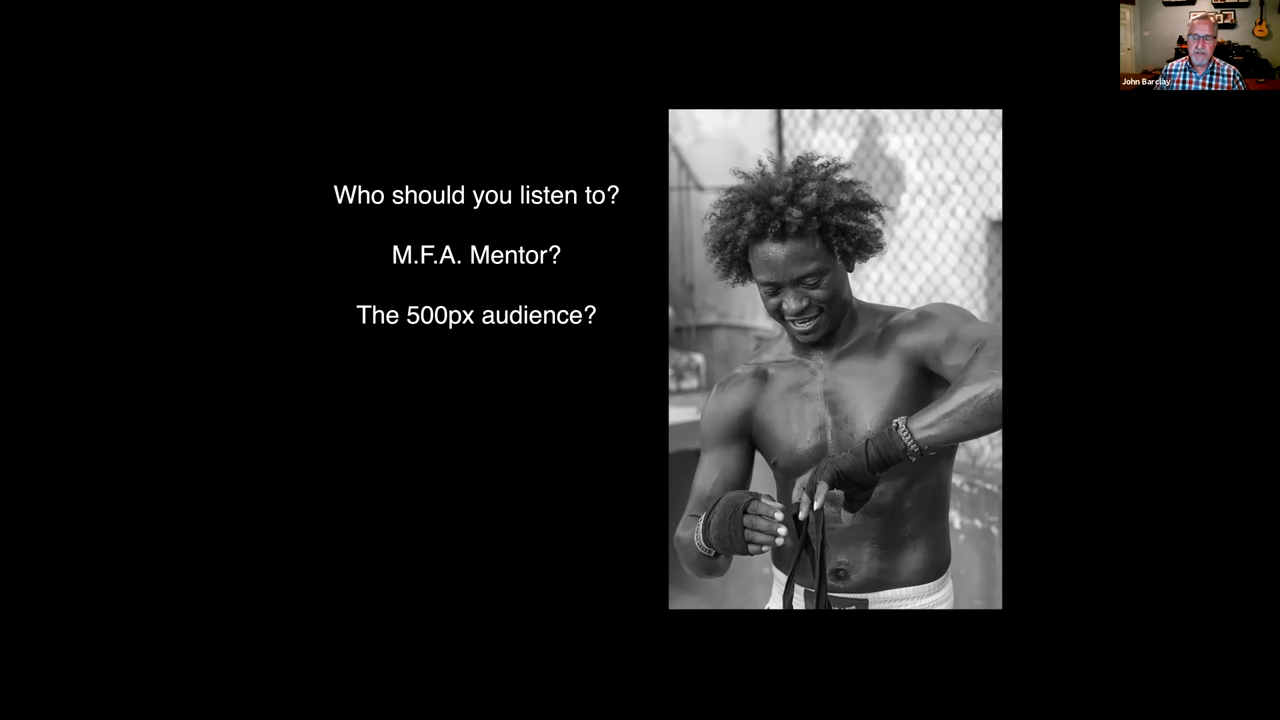 John Barclay
Who should you listen to?
M.F.A. Mentor?
The 500px audience?